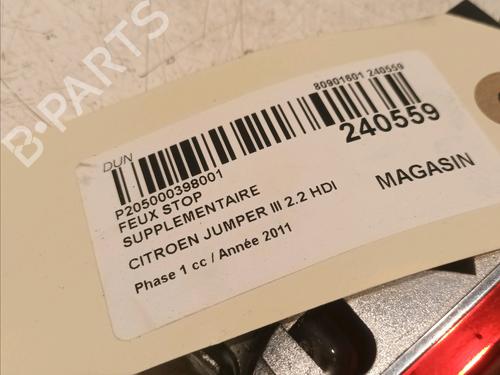 B-PARTS
DUN
80901601 240559
240559
P205000398001
FEUX STOP
SUPPLEMENTAIRE
MAGASIN
CITROEN JUMPER III 2.2 HDI
Phase 1 cc / Année 2011